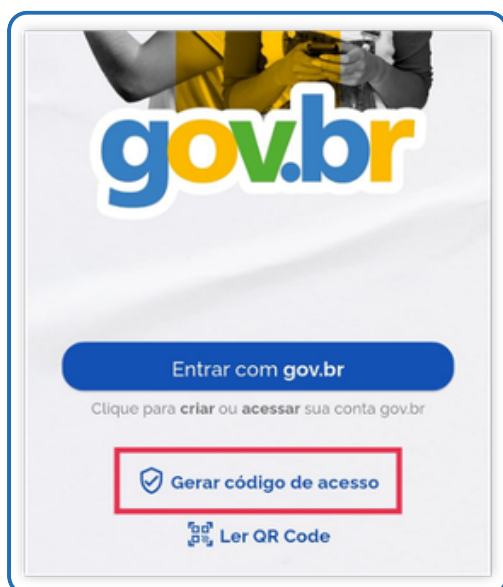 gov.br
Entrar com gov.br
Clique para criar ou acessar sua conta gov.br
Gerar código de acesso
Ler QR Code